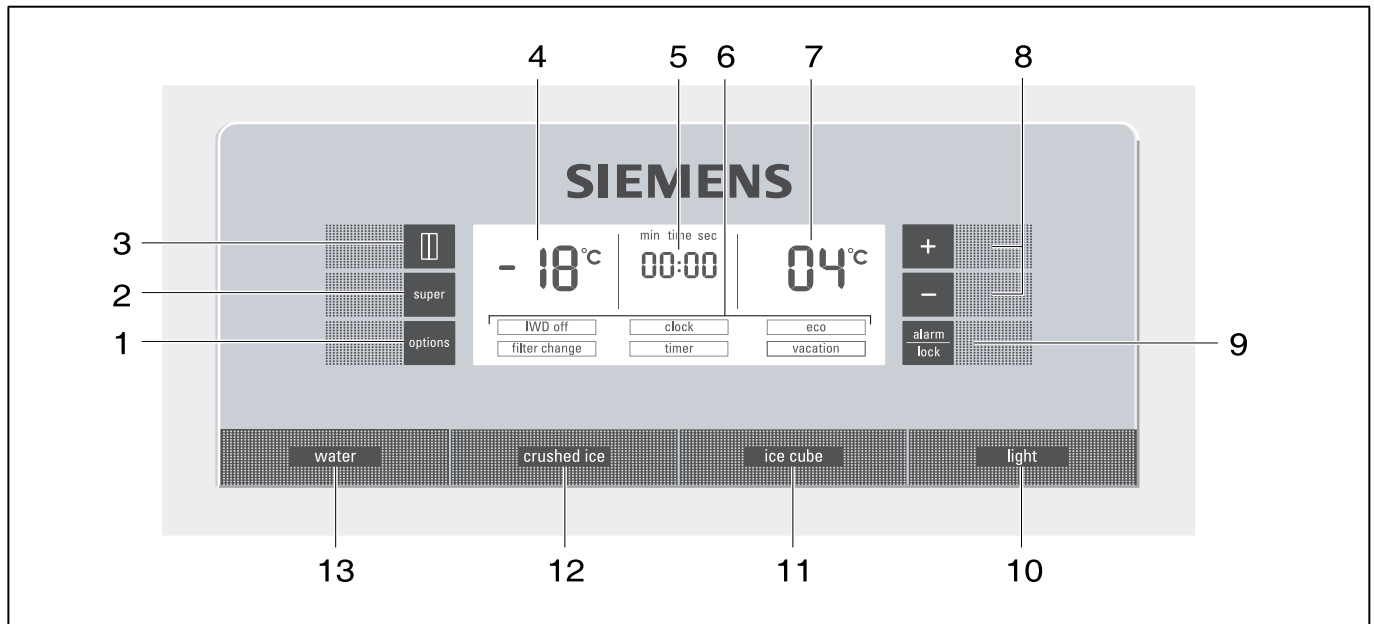 4 5 6 7 8
SIEMENS
3 min time sec +
-18°C 00:00 04°C
2 super −
IWD off clock eco
1 options filter change timer vacation alarm lock 9
water crushed ice ice cube light
13 12 11 10